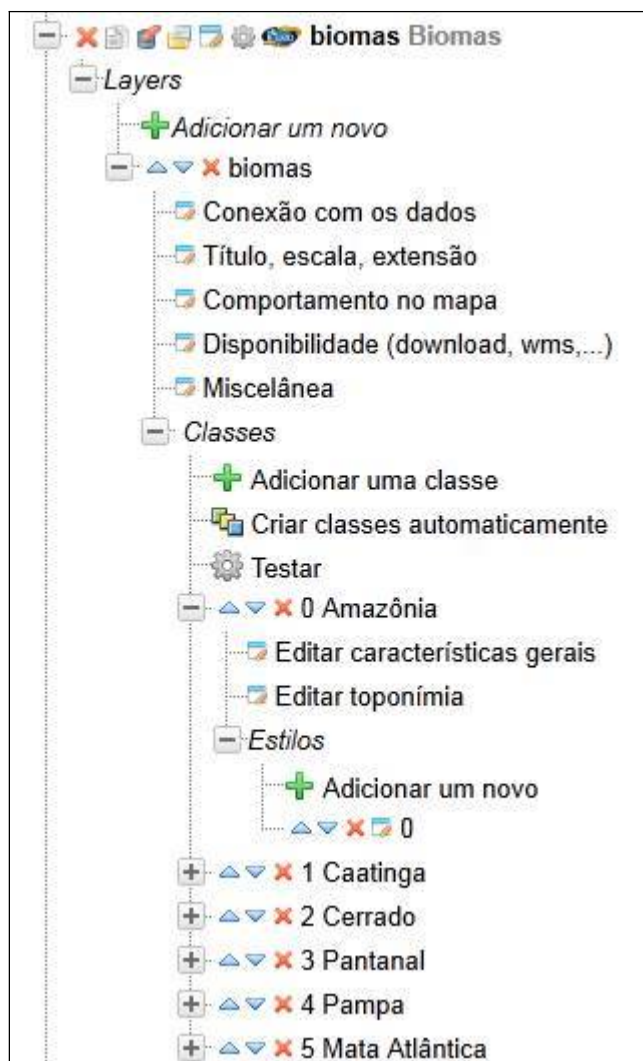 biomas Biomas
Layers
Adicionar um novo
biomas
Conexão com os dados
Título, escala, extensão
Comportamento no mapa
Disponibilidade (download, wms,...)
Miscelânea
Classes
Adicionar uma classe
Criar classes automaticamente
Testar
0 Amazônia
Editar características gerais
Editar toponímia
Estilos
Adicionar um novo
0
1 Caatinga
2 Cerrado
3 Pantanal
4 Pampa
5 Mata Atlântica